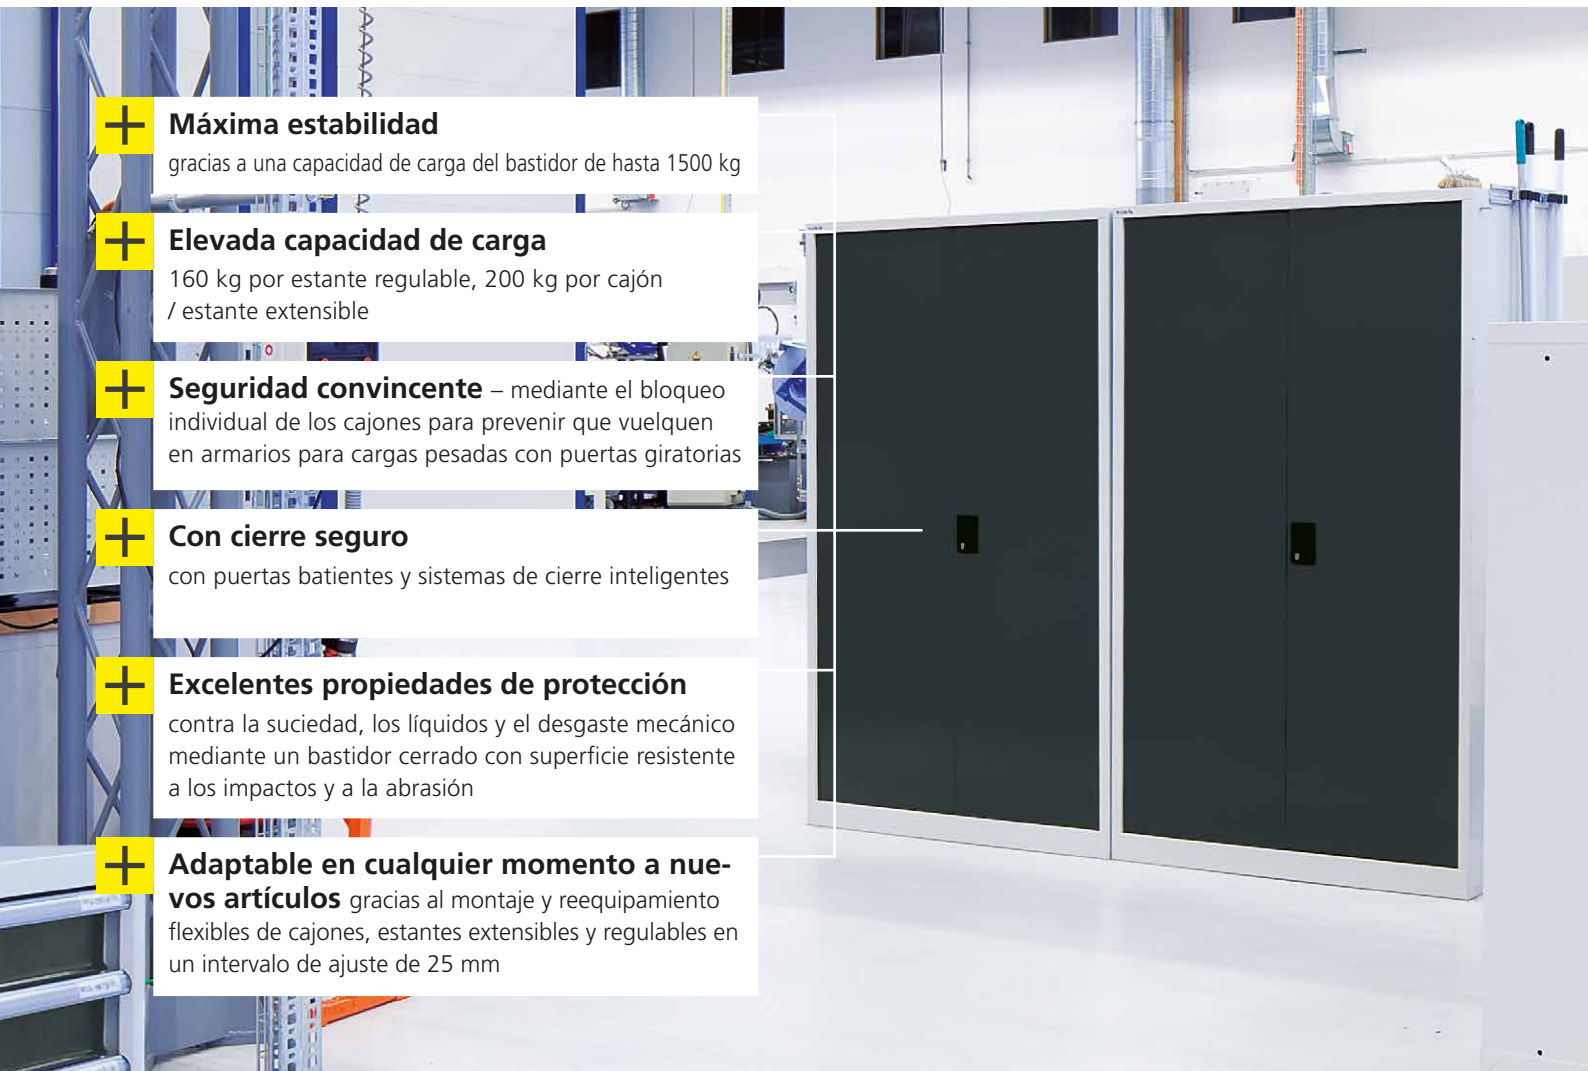 Máxima estabilidad
gracias a una capacidad de carga del bastidor de hasta 1500 kg
Elevada capacidad de carga
160 kg por estante regulable, 200 kg por cajón
/ estante extensible
Seguridad convincente – mediante el bloqueo
individual de los cajones para prevenir que vuelquen
en armarios para cargas pesadas con puertas giratorias
Con cierre seguro
con puertas batientes y sistemas de cierre inteligentes
Excelentes propiedades de protección
contra la suciedad, los líquidos y el desgaste mecánico
mediante un bastidor cerrado con superficie resistente
a los impactos y a la abrasión
Adaptable en cualquier momento a nue-
vos artículos gracias al montaje y reequipamiento
flexibles de cajones, estantes extensibles y regulables en
un intervalo de ajuste de 25 mm